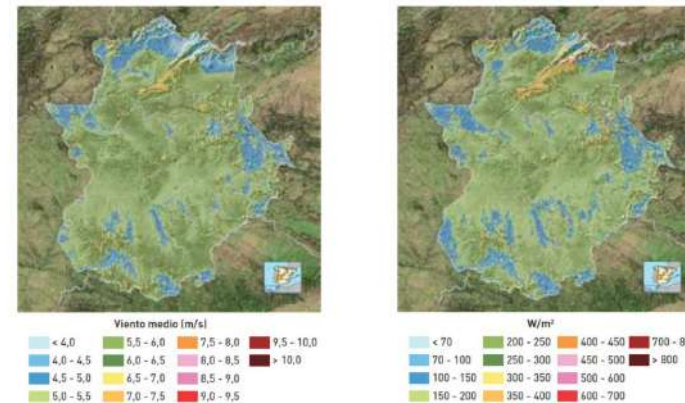 Viento medio (m/s)
< 4,0
4,0 - 4,5
4,5 - 5,0
5,0 - 5,5
5,5 - 6,0
6,0 - 6,5
6,5 - 7,0
7,0 - 7,5
7,5 - 8,0
8,0 - 8,5
8,5 - 9,0
9,0 - 9,5
9,5 - 10,0
> 10,0
W/m²
< 70
70 - 100
100 - 150
150 - 200
200 - 250
250 - 300
300 - 350
350 - 400
400 - 450
450 - 500
500 - 600
600 - 700
700 - 8
> 800